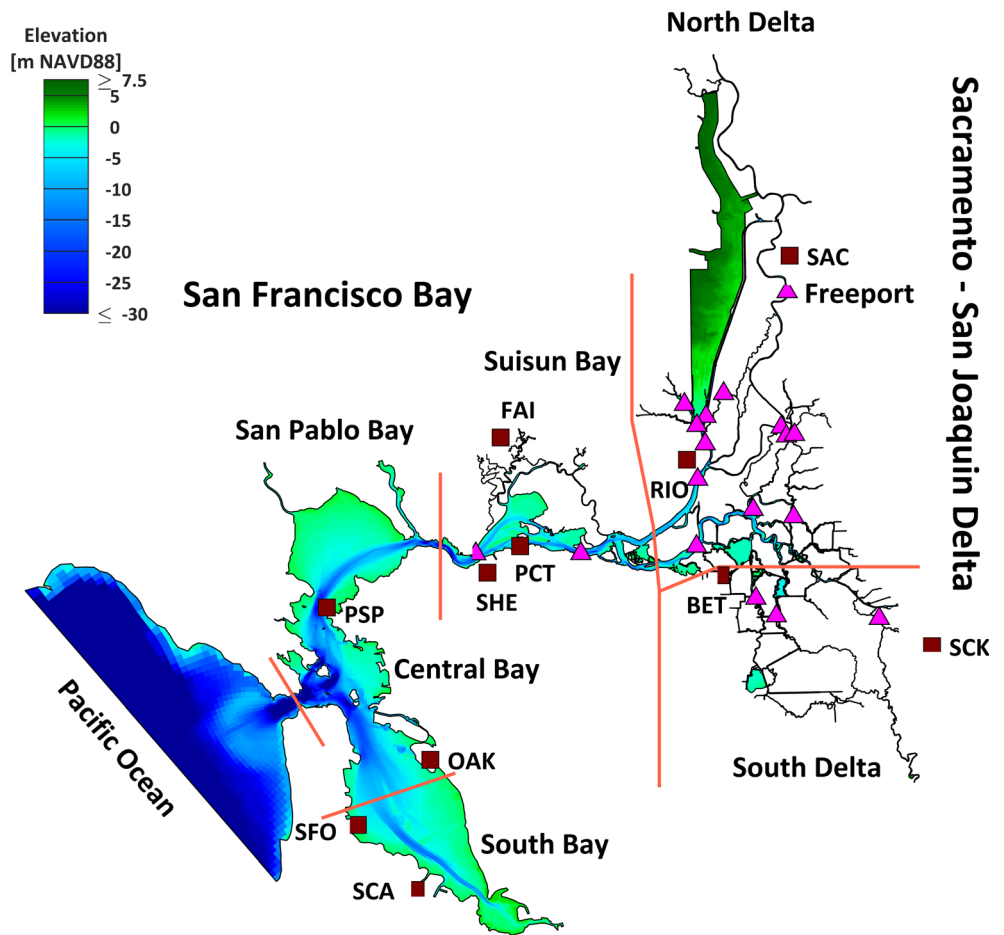 North Delta
Elevation
[m NAVD88]
≥ 7.5
5
0
-5
-10
-15
-20
-25
≤ -30
Sacramento - San Joaquin Delta
SAC
Freeport
San Francisco Bay
Suisun Bay
FAI
San Pablo Bay
RIO
PCT
SHE
BET
PSP
SCK
Central Bay
Pacific Ocean
OAK
South Delta
SFO
South Bay
SCA